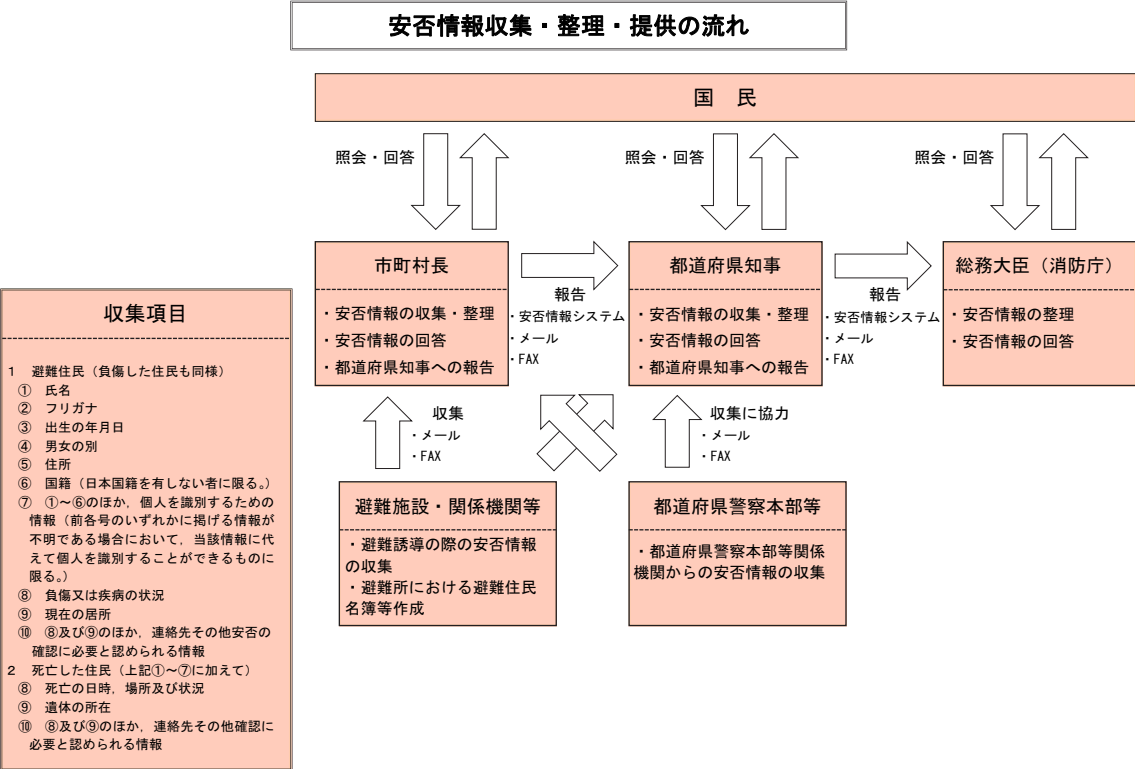 安否情報収集・整理・提供の流れ
国　民
照会・回答
照会・回答
照会・回答
市町村長
・安否情報の収集・整理
・安否情報の回答
・都道府県知事への報告
報告
・安否情報システム
・メール
・FAX
都道府県知事
・安否情報の収集・整理
・安否情報の回答
・都道府県知事への報告
報告
・安否情報システム
・メール
・FAX
総務大臣（消防庁）
・安否情報の整理
・安否情報の回答
収集
・メール
・FAX
収集に協力
・メール
・FAX
避難施設・関係機関等
・避難誘導の際の安否情報
の収集
・避難所における避難住民
名簿等作成
都道府県警察本部等
・都道府県警察本部等関係
機関からの安否情報の収集
収集項目
1　避難住民（負傷した住民も同様）
①　氏名
②　フリガナ
③　出生の年月日
④　男女の別
⑤　住所
⑥　国籍（日本国籍を有しない者に限る。）
⑦　①～⑥のほか，個人を識別するための
情報（前各号のいずれかに掲げる情報が
不明である場合において，当該情報に代
えて個人を識別することができるものに
限る。）
⑧　負傷又は疾病の状況
⑨　現在の居所
⑩　⑧及び⑨のほか，連絡先その他安否の
確認に必要と認められる情報
2　死亡した住民（上記①～⑦に加えて）
⑧　死亡の日時，場所及び状況
⑨　遺体の所在
⑩　⑧及び⑨のほか，連絡先その他確認に
必要と認められる情報